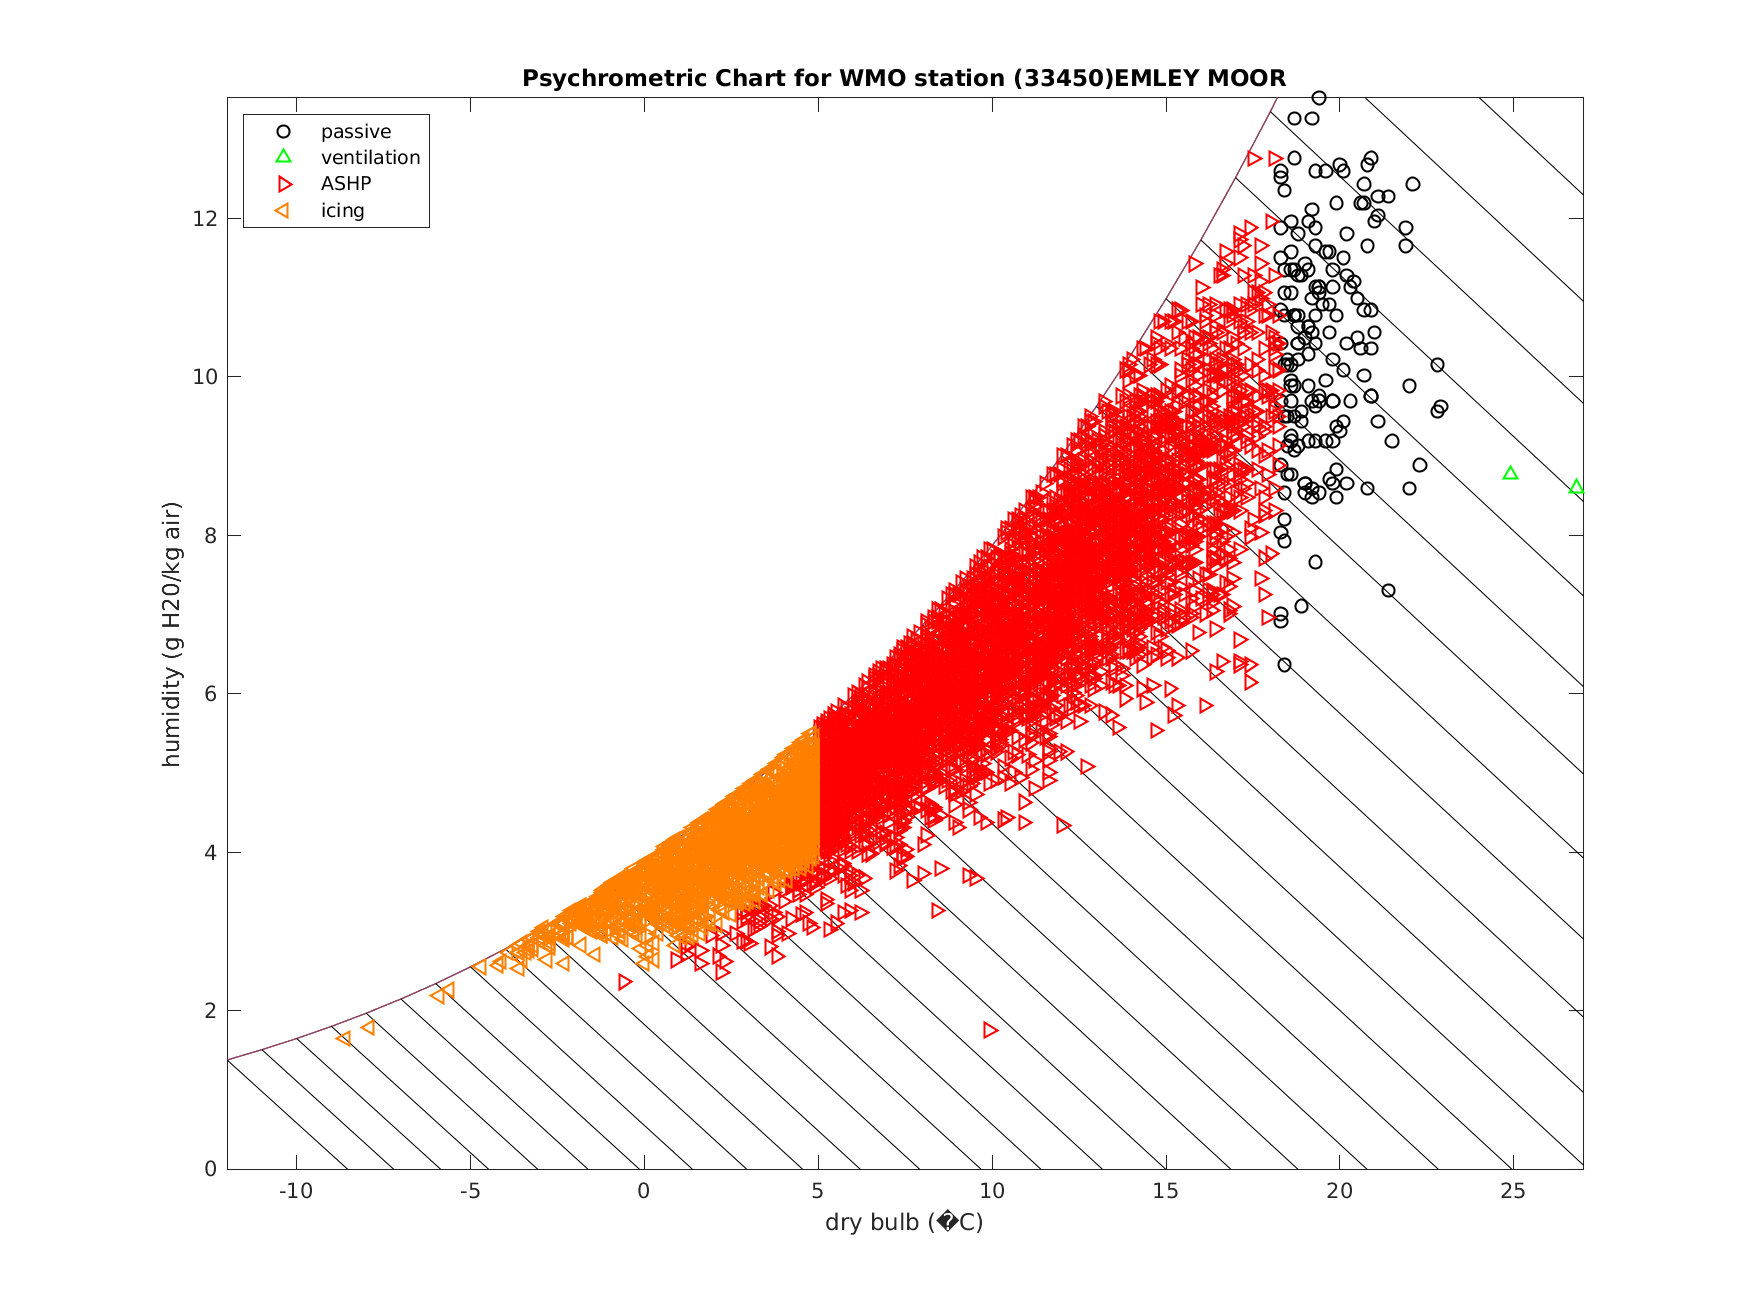 Psychrometric Chart for WMO station (33450)EMLEY MOOR
passive
ventilation
ASHP
icing
humidity (g H20/kg air)
12
10
8
6
4
2
0
-10 -5 0 5 10 15 20 25
dry bulb (�C)